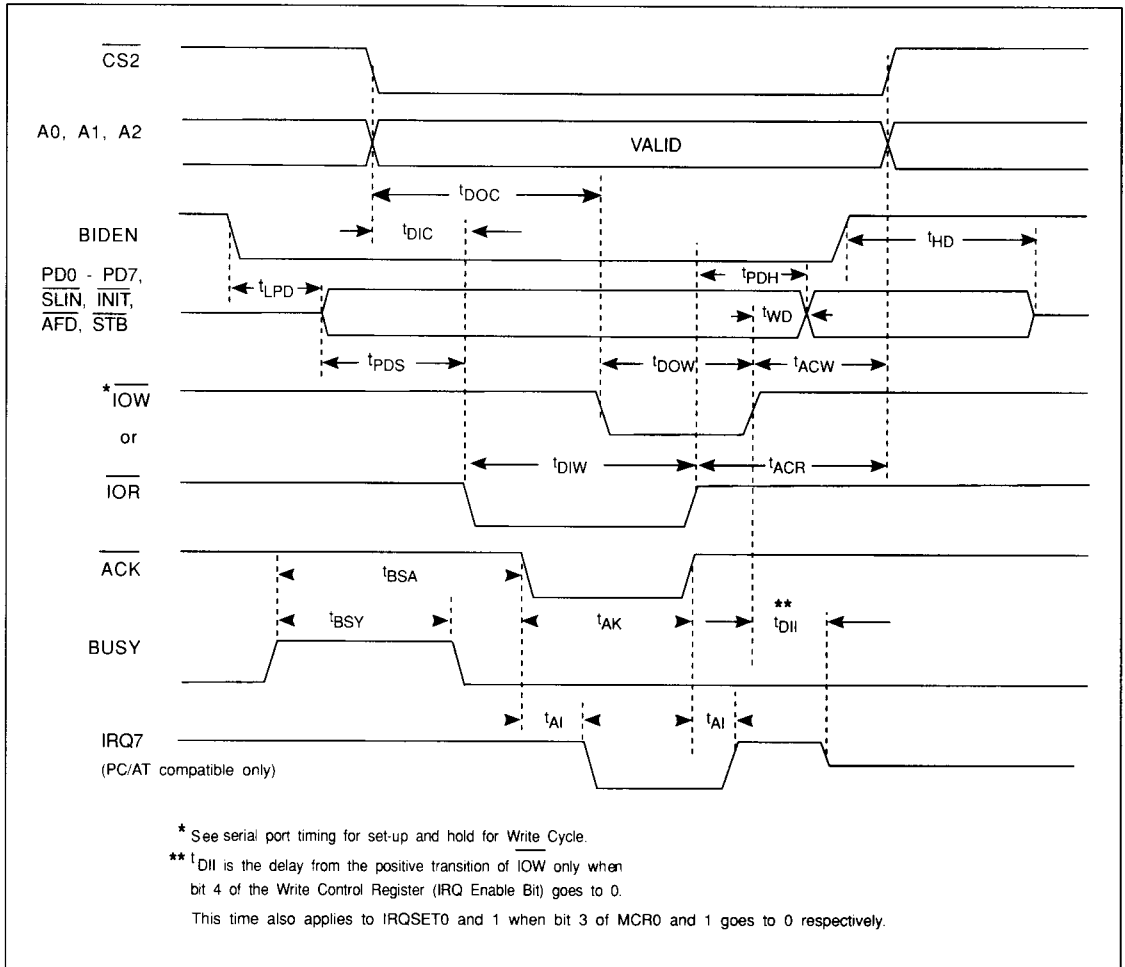 CS2
A0, A1, A2
VALID
tDOC
BIDEN
tDIC
tHD
PD0 - PD7,
SLIN, INIT,
AFD, STB
tLPD
tPDH
tWD
tPDS
tDOW
tACW
*IOW
or
tDIW
tACR
IOR
ACK
tBSA
**
BUSY
tBSY
tAK
tDII
tAI
tAI
IRQ7
(PC/AT compatible only)
* See serial port timing for set-up and hold for Write Cycle.
** tDII is the delay from the positive transition of IOW only when
bit 4 of the Write Control Register (IRQ Enable Bit) goes to 0.
This time also applies to IRQSET0 and 1 when bit 3 of MCR0 and 1 goes to 0 respectively.